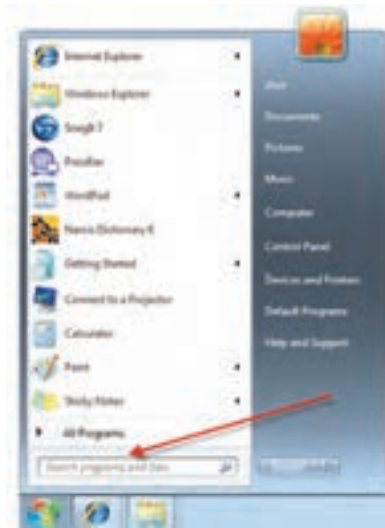 Internet Explorer
Windows Explorer
SnagIt 7
WordPad
Getting Started
Connect to a Projector
Calculator
Paint
Sticky Notes
All Programs
Search programs and files
User
Documents
Pictures
Music
Computer
Control Panel
Devices and Printers
Default Programs
Help and Support